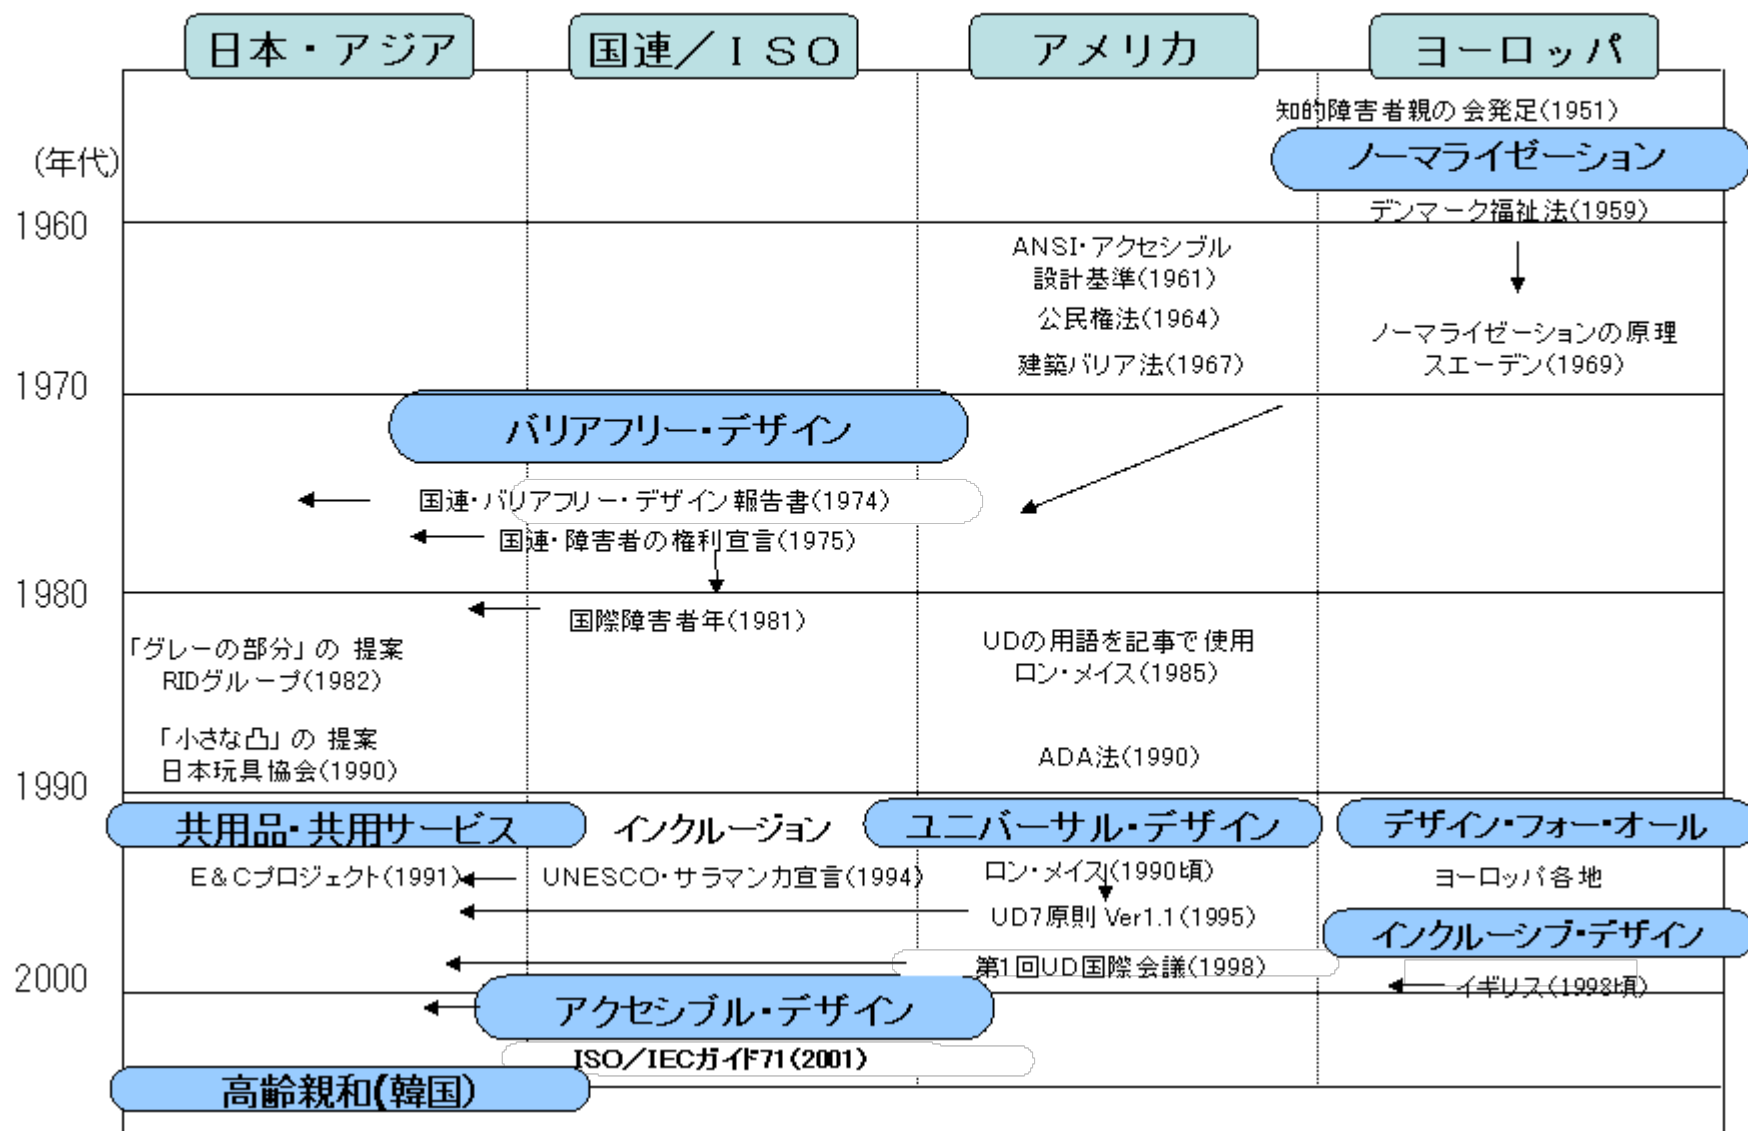 日本・アジア
国連／ＩＳＯ
アメリカ
ヨーロッパ
知的障害者親の会発足(1951)
(年代)
ノーマライゼーション
1960
デンマーク福祉法(1959)
ANSI・アクセシブル
設計基準(1961)
公民権法(1964)
ノーマライゼーションの原理
建築バリア法(1967)
スエーデン(1969)
1970
バリアフリー・デザイン
国連・バリアフリー・デザイン報告書(1974)
国連・障害者の権利宣言(1975)
1980
国際障害者年(1981)
「グレーの部分」の提案
RIDグループ(1982)
UDの用語を記事で使用
ロン・メイス(1985)
「小さな凸」の提案
日本玩具協会(1990)
ADA法(1990)
1990
共用品・共用サービス
インクルージョン
ユニバーサル・デザイン
デザイン・フォー・オール
E&Cプロジェクト(1991)
UNESCO・サラマンカ宣言(1994)
ロン・メイス(1990頃)
ヨーロッパ各地
UD7原則 Ver1.1(1995)
インクルーシブ・デザイン
第1回UD国際会議(1998)
2000
イギリス(1998頃)
アクセシブル・デザイン
ISO／IECガイド71(2001)
高齢親和(韓国)